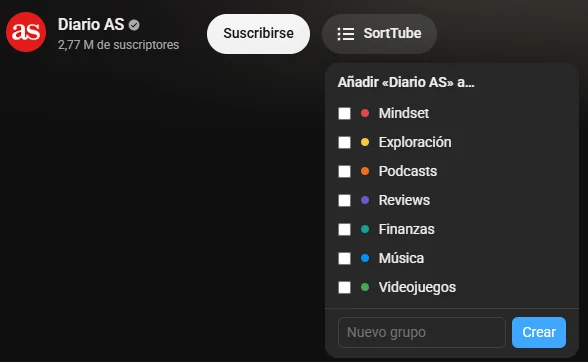 as
Diario AS
2,77 M de suscriptores
Suscribirse
SortTube
Añadir «Diario AS» a...
Mindset
Exploración
Podcasts
Reviews
Finanzas
Música
Videojuegos
Nuevo grupo
Crear